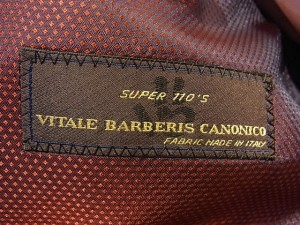 SUPER 110'S
VITALE BARBERIS CANONICO
FABRIC MADE IN ITALY